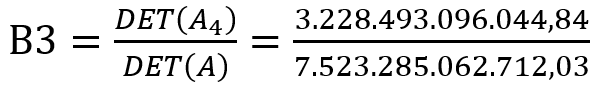 B3 = DET(A₄) / DET(A) = 3.228.493.096.044,84 / 7.523.285.062.712,03